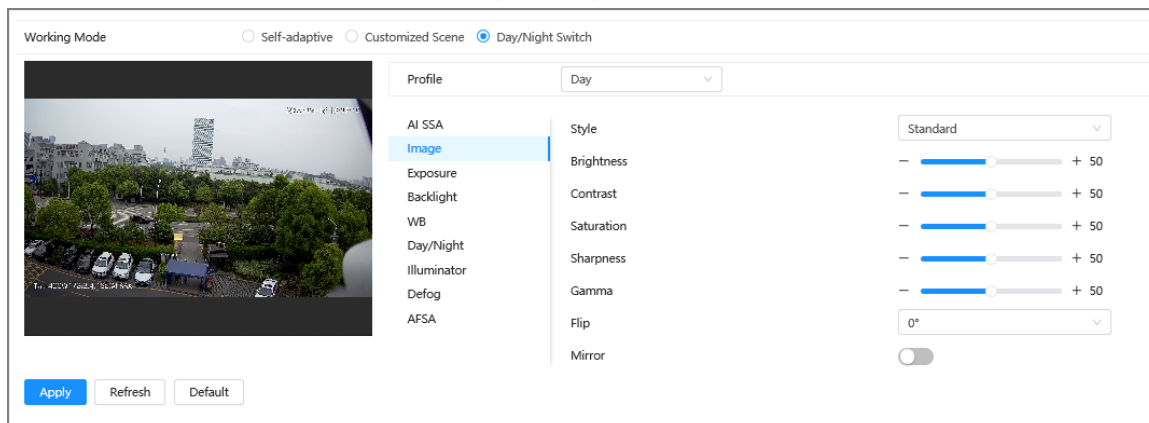 Working Mode Self-adaptive Customized Scene Day/Night Switch
Profile Day
AI SSA
Image
Exposure
Backlight
WB
Day/Night
Illuminator
Defog
AFSA
Style Standard
Brightness - + 50
Contrast - + 50
Saturation - + 50
Sharpness - + 50
Gamma - + 50
Flip 0°
Mirror
Apply Refresh Default